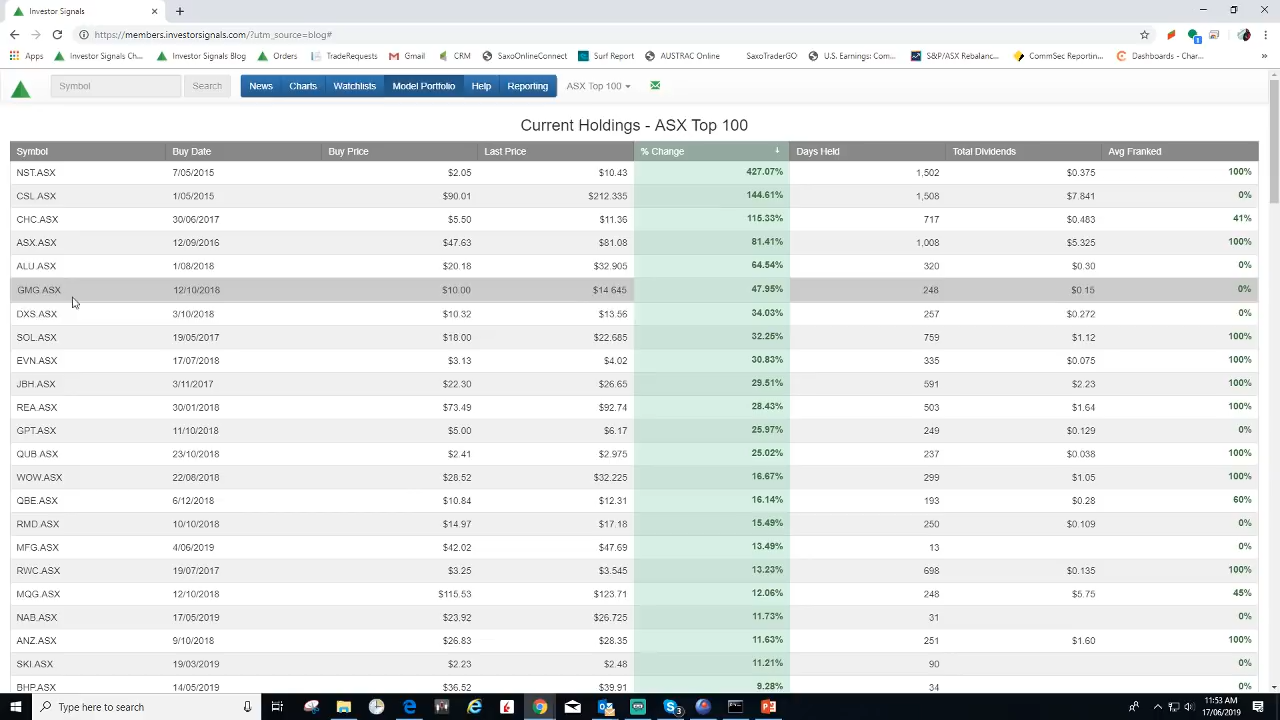 Investor Signals
https://members.investorsignals.com/?utm_source=blog#
Apps Investor Signals Ch... Investor Signals Blog Orders TradeRequests Gmail CRM SaxoOnlineConnect Surf Report AUSTRAC Online SaxoTraderGO U.S. Earnings: Com... S&P/ASX Rebalanc... CommSec Reporting... Dashboards - Char...
Symbol Search News Charts Watchlists Model Portfolio Help Reporting ASX Top 100
Current Holdings - ASX Top 100
Symbol Buy Date Buy Price Last Price % Change Days Held Total Dividends Avg Franked
NST.ASX 7/05/2015 $2.05 $10.43 427.07% 1,502 $0.375 100%
CSL.ASX 1/05/2015 $90.01 $212.335 144.61% 1,508 $7.841 0%
CHC.ASX 30/06/2017 $5.50 $11.36 115.33% 717 $0.483 41%
ASX.ASX 12/09/2016 $47.63 $81.08 81.41% 1,008 $5.325 100%
ALU.ASX 1/08/2018 $20.18 $32.905 64.54% 320 $0.30 0%
GMG.ASX 12/10/2018 $10.00 $14.645 47.95% 248 $0.15 0%
DXS.ASX 3/10/2018 $10.32 $13.56 34.03% 257 $0.272 0%
SOL.ASX 19/05/2017 $18.00 $22.685 32.25% 759 $1.12 100%
EVN.ASX 17/07/2018 $3.13 $4.02 30.83% 335 $0.075 100%
JBH.ASX 3/11/2017 $22.30 $26.65 29.51% 591 $2.23 100%
REA.ASX 30/01/2018 $73.49 $92.74 28.43% 503 $1.64 100%
GPT.ASX 11/10/2018 $5.00 $6.17 25.97% 249 $0.129 0%
QUB.ASX 23/10/2018 $2.41 $2.975 25.02% 237 $0.038 100%
WOW.ASX 22/08/2018 $28.52 $32.225 16.67% 299 $1.05 100%
QBE.ASX 6/12/2018 $10.84 $12.31 16.14% 193 $0.28 60%
RMD.ASX 10/10/2018 $14.97 $17.18 15.49% 250 $0.109 0%
MFG.ASX 4/06/2019 $42.02 $47.69 13.49% 13 0%
RWC.ASX 19/07/2017 $3.25 $3.545 13.23% 698 $0.135 100%
MQG.ASX 12/10/2018 $115.53 $123.71 12.06% 248 $5.75 45%
NAB.ASX 17/05/2019 $23.92 $26.725 11.73% 31 0%
ANZ.ASX 9/10/2018 $26.83 $28.35 11.63% 251 $1.60 100%
SKI.ASX 19/03/2019 $2.23 $2.48 11.21% 90 0%
BHP.ASX 14/05/2019 $36.52 $39.91 9.28% 34 0%
Type here to search
11:53 AM
17/06/2019